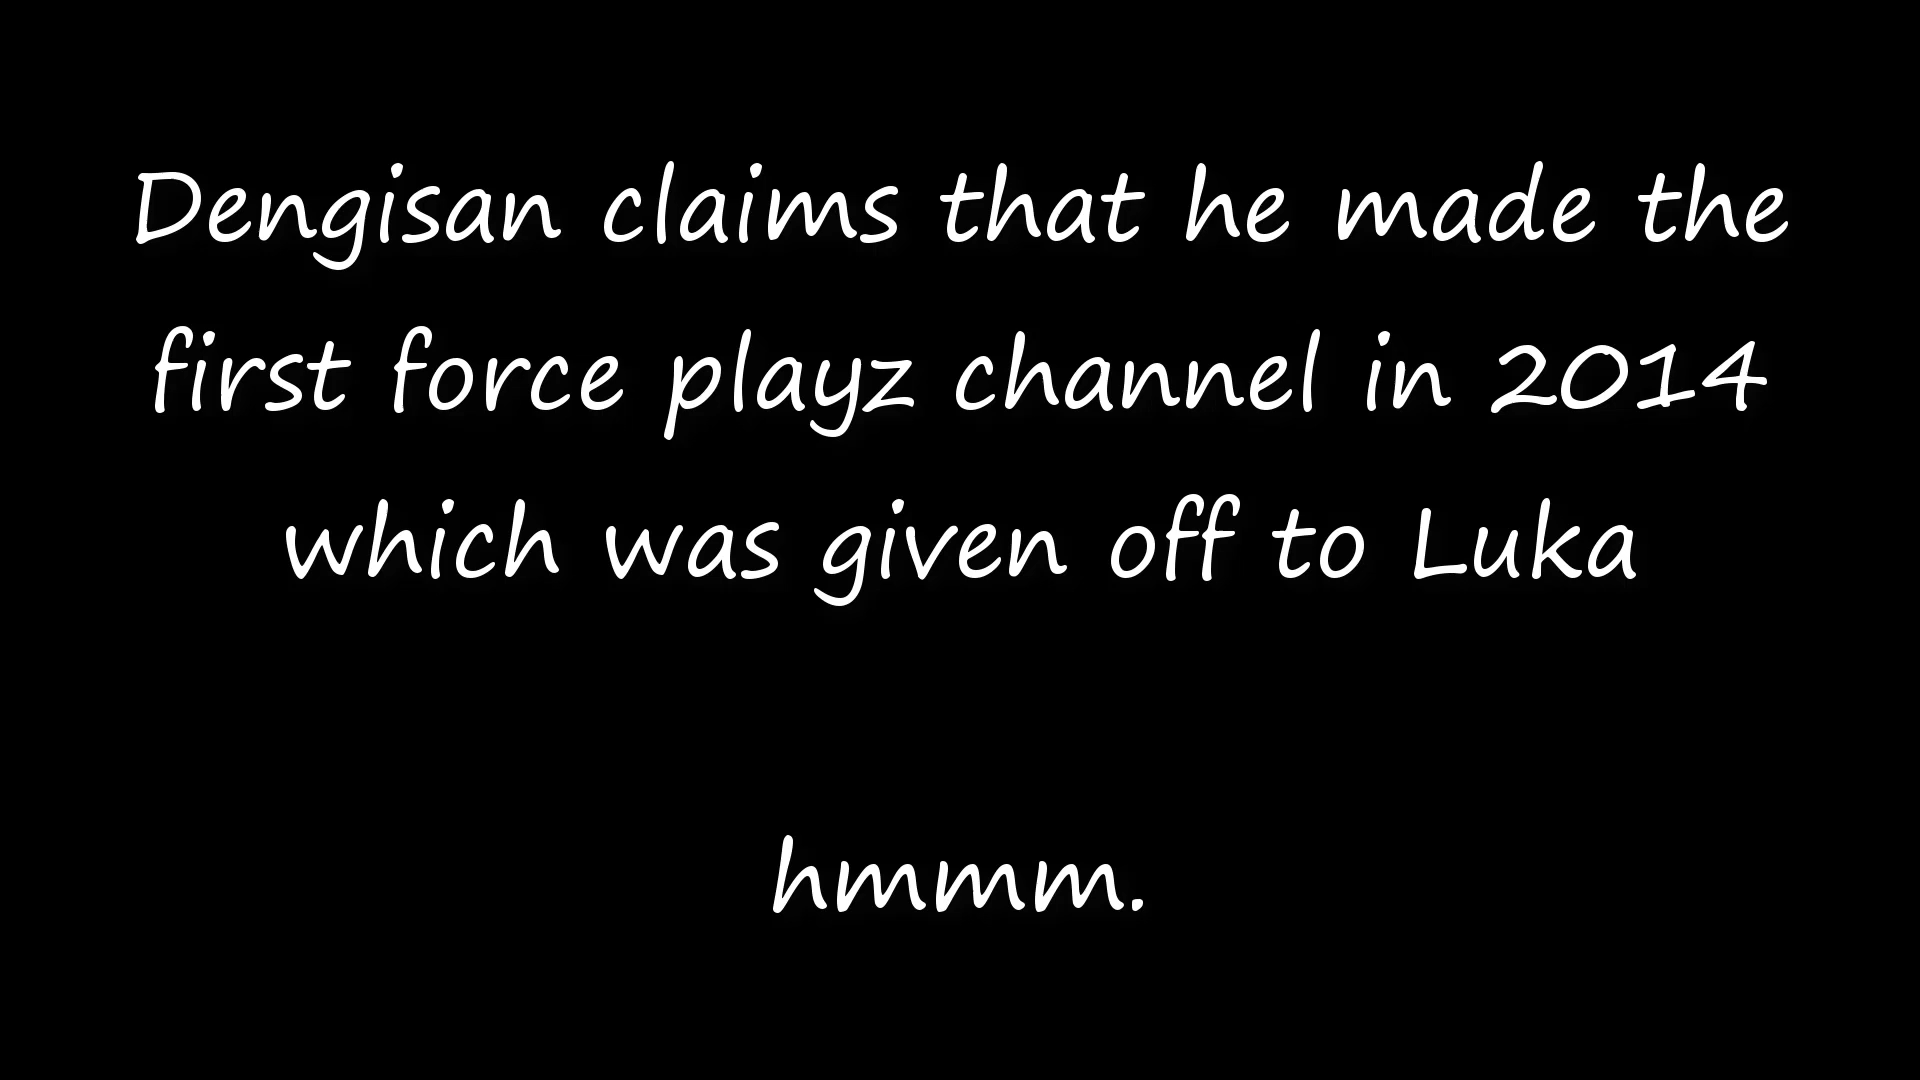 Dengisan claims that he made the
first force playz channel in 2014
which was given off to Luka
hmmm.